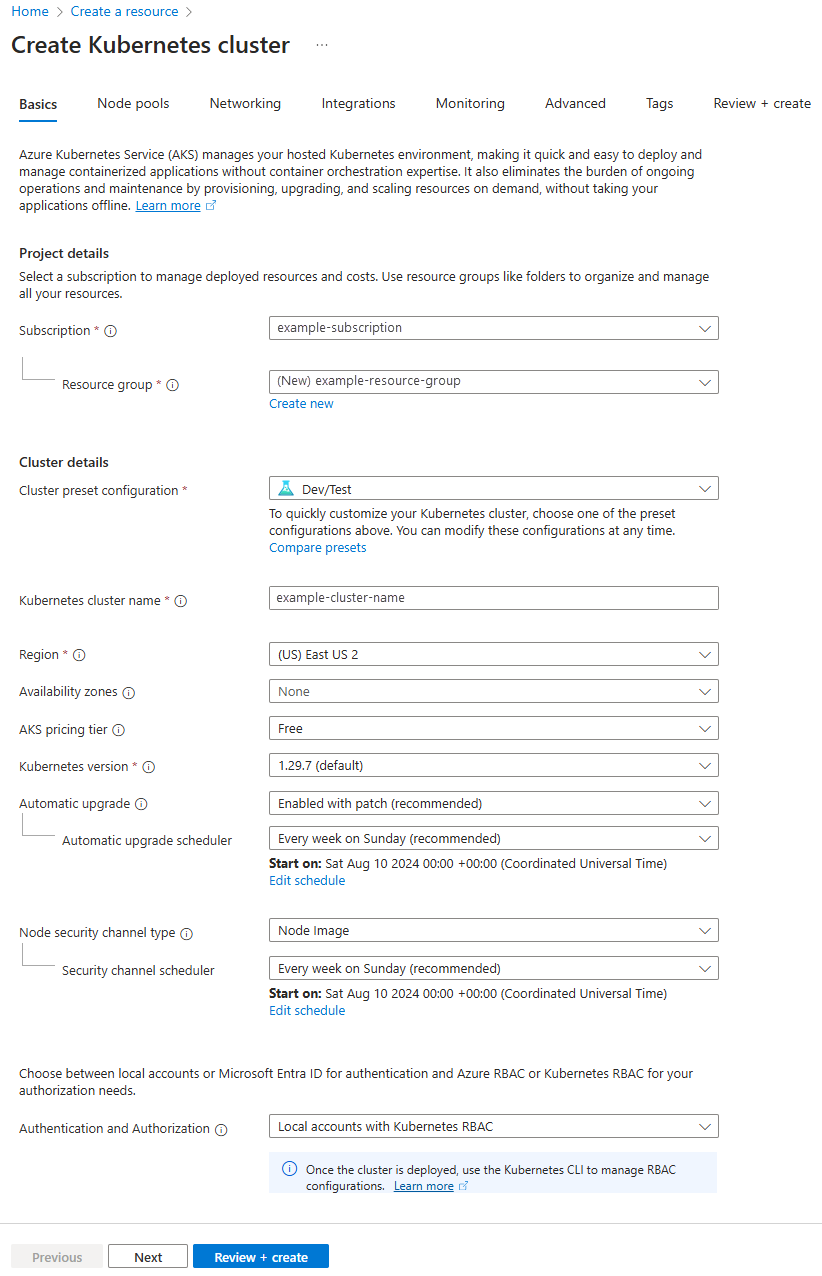 Home > Create a resource >
Create Kubernetes cluster ...
Basics Node pools Networking Integrations Monitoring Advanced Tags Review + create
Azure Kubernetes Service (AKS) manages your hosted Kubernetes environment, making it quick and easy to deploy and
manage containerized applications without container orchestration expertise. It also eliminates the burden of ongoing
operations and maintenance by provisioning, upgrading, and scaling resources on demand, without taking your
applications offline. Learn more
Project details
Select a subscription to manage deployed resources and costs. Use resource groups like folders to organize and manage
all your resources.
Subscription * example-subscription
Resource group * (New) example-resource-group
Create new
Cluster details
Cluster preset configuration * Dev/Test
To quickly customize your Kubernetes cluster, choose one of the preset
configurations above. You can modify these configurations at any time.
Compare presets
Kubernetes cluster name * example-cluster-name
Region * (US) East US 2
Availability zones None
AKS pricing tier Free
Kubernetes version * 1.29.7 (default)
Automatic upgrade Enabled with patch (recommended)
Automatic upgrade scheduler Every week on Sunday (recommended)
Start on: Sat Aug 10 2024 00:00 +00:00 (Coordinated Universal Time)
Edit schedule
Node security channel type Node Image
Security channel scheduler Every week on Sunday (recommended)
Start on: Sat Aug 10 2024 00:00 +00:00 (Coordinated Universal Time)
Edit schedule
Choose between local accounts or Microsoft Entra ID for authentication and Azure RBAC or Kubernetes RBAC for your
authorization needs.
Authentication and Authorization Local accounts with Kubernetes RBAC
Once the cluster is deployed, use the Kubernetes CLI to manage RBAC
configurations. Learn more
Previous Next Review + create